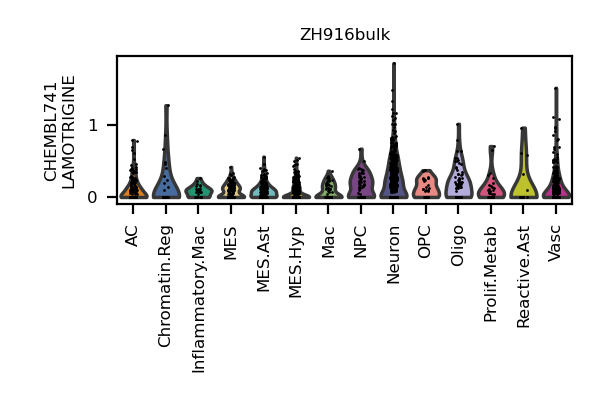 ZH916bulk
CHEMBL741
LAMOTRIGINE
1
0
AC
Chromatin.Reg
Inflammatory.Mac
MES
MES.Ast
MES.Hyp
Mac
NPC
Neuron
OPC
Oligo
Prolif.Metab
Reactive.Ast
Vasc